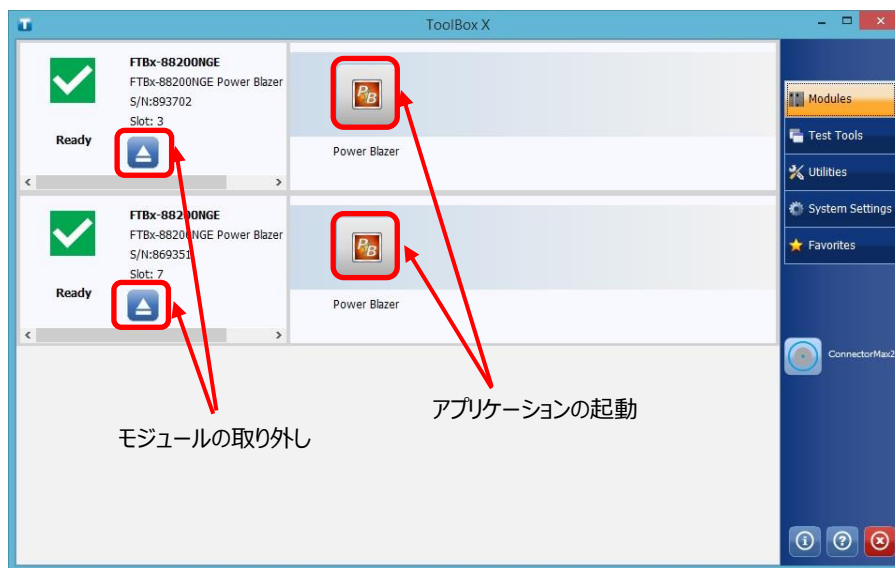 ToolBox X
FTBx-88200NGE
FTBx-88200NGE Power Blazer
S/N:893702
Slot: 3
Ready
Power Blazer
FTBx-88200NGE
FTBx-88200NGE Power Blazer
S/N:869351
Slot: 7
Ready
Power Blazer
モジュールの取り外し
アプリケーションの起動
Modules
Test Tools
Utilities
System Settings
Favorites
ConnectorMax2